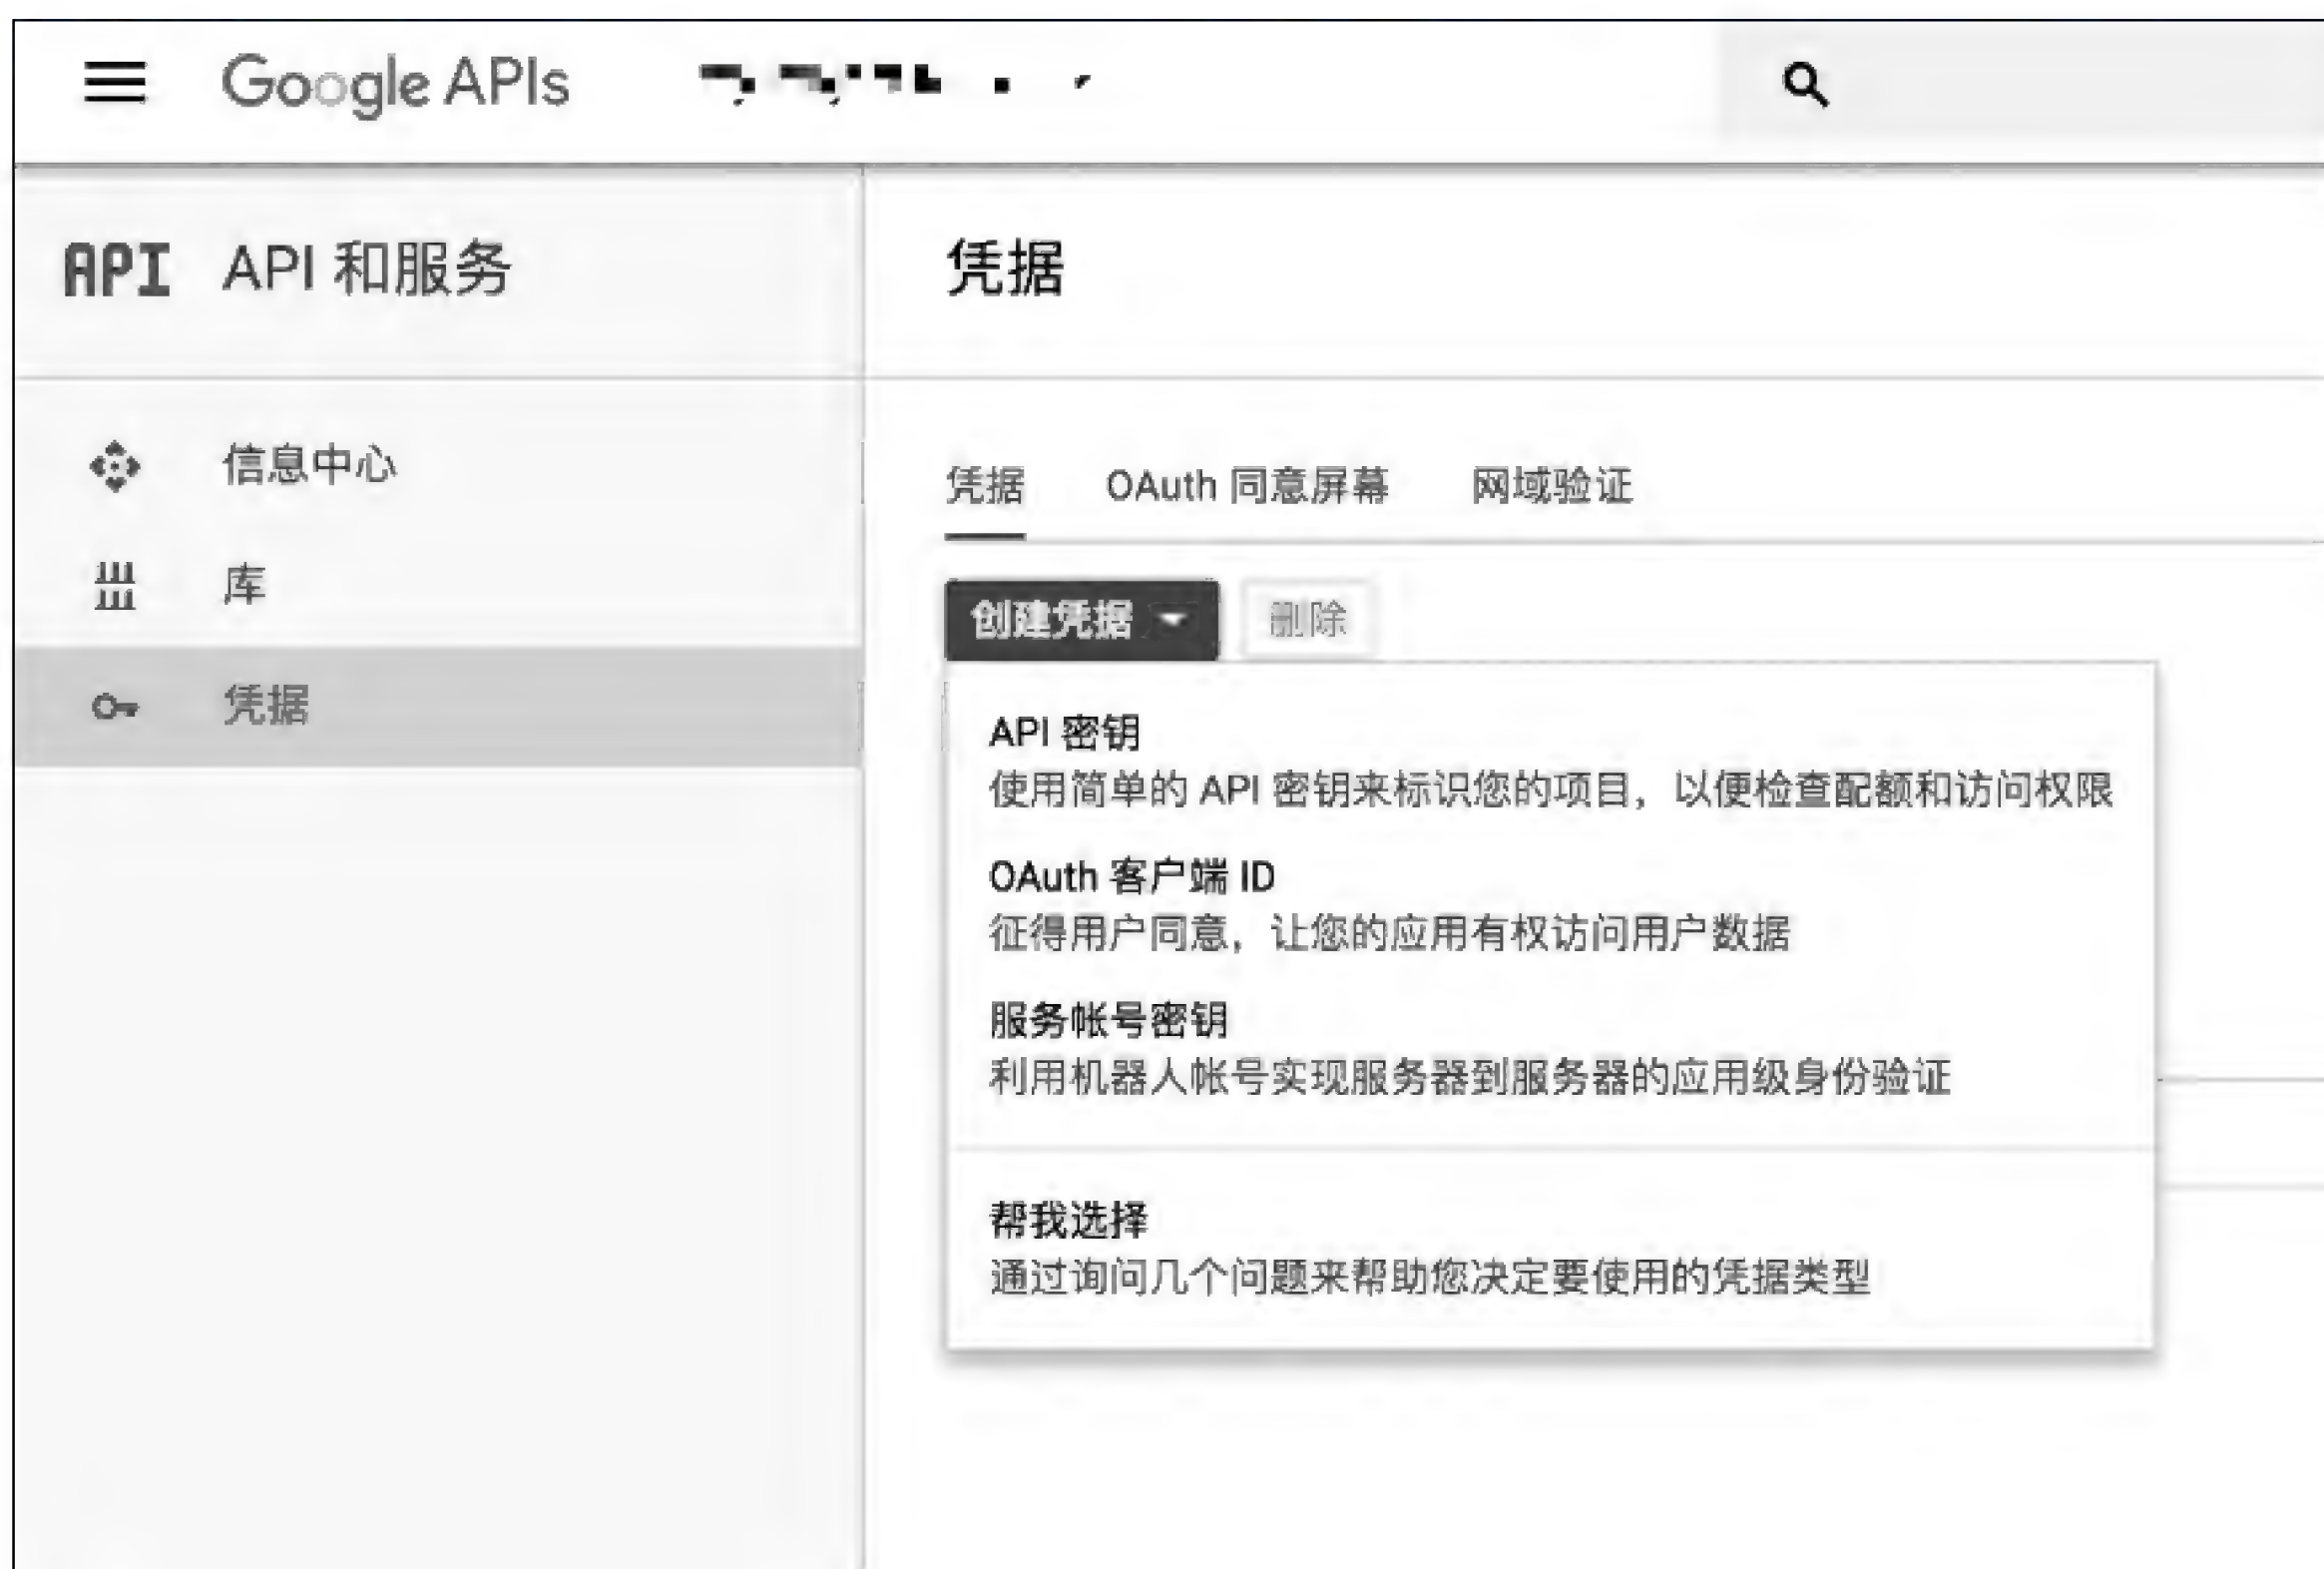 Google APIs
API API 和服务
凭据
信息中心
库
凭据
凭据 OAuth 同意屏幕 网域验证
创建凭据 删除
API 密钥
使用简单的 API 密钥来标识您的项目，以便检查配额和访问权限
OAuth 客户端 ID
征得用户同意，让您的应用有权访问用户数据
服务帐号密钥
利用机器人帐号实现服务器到服务器的应用级身份验证
帮我选择
通过询问几个问题来帮助您决定要使用的凭据类型